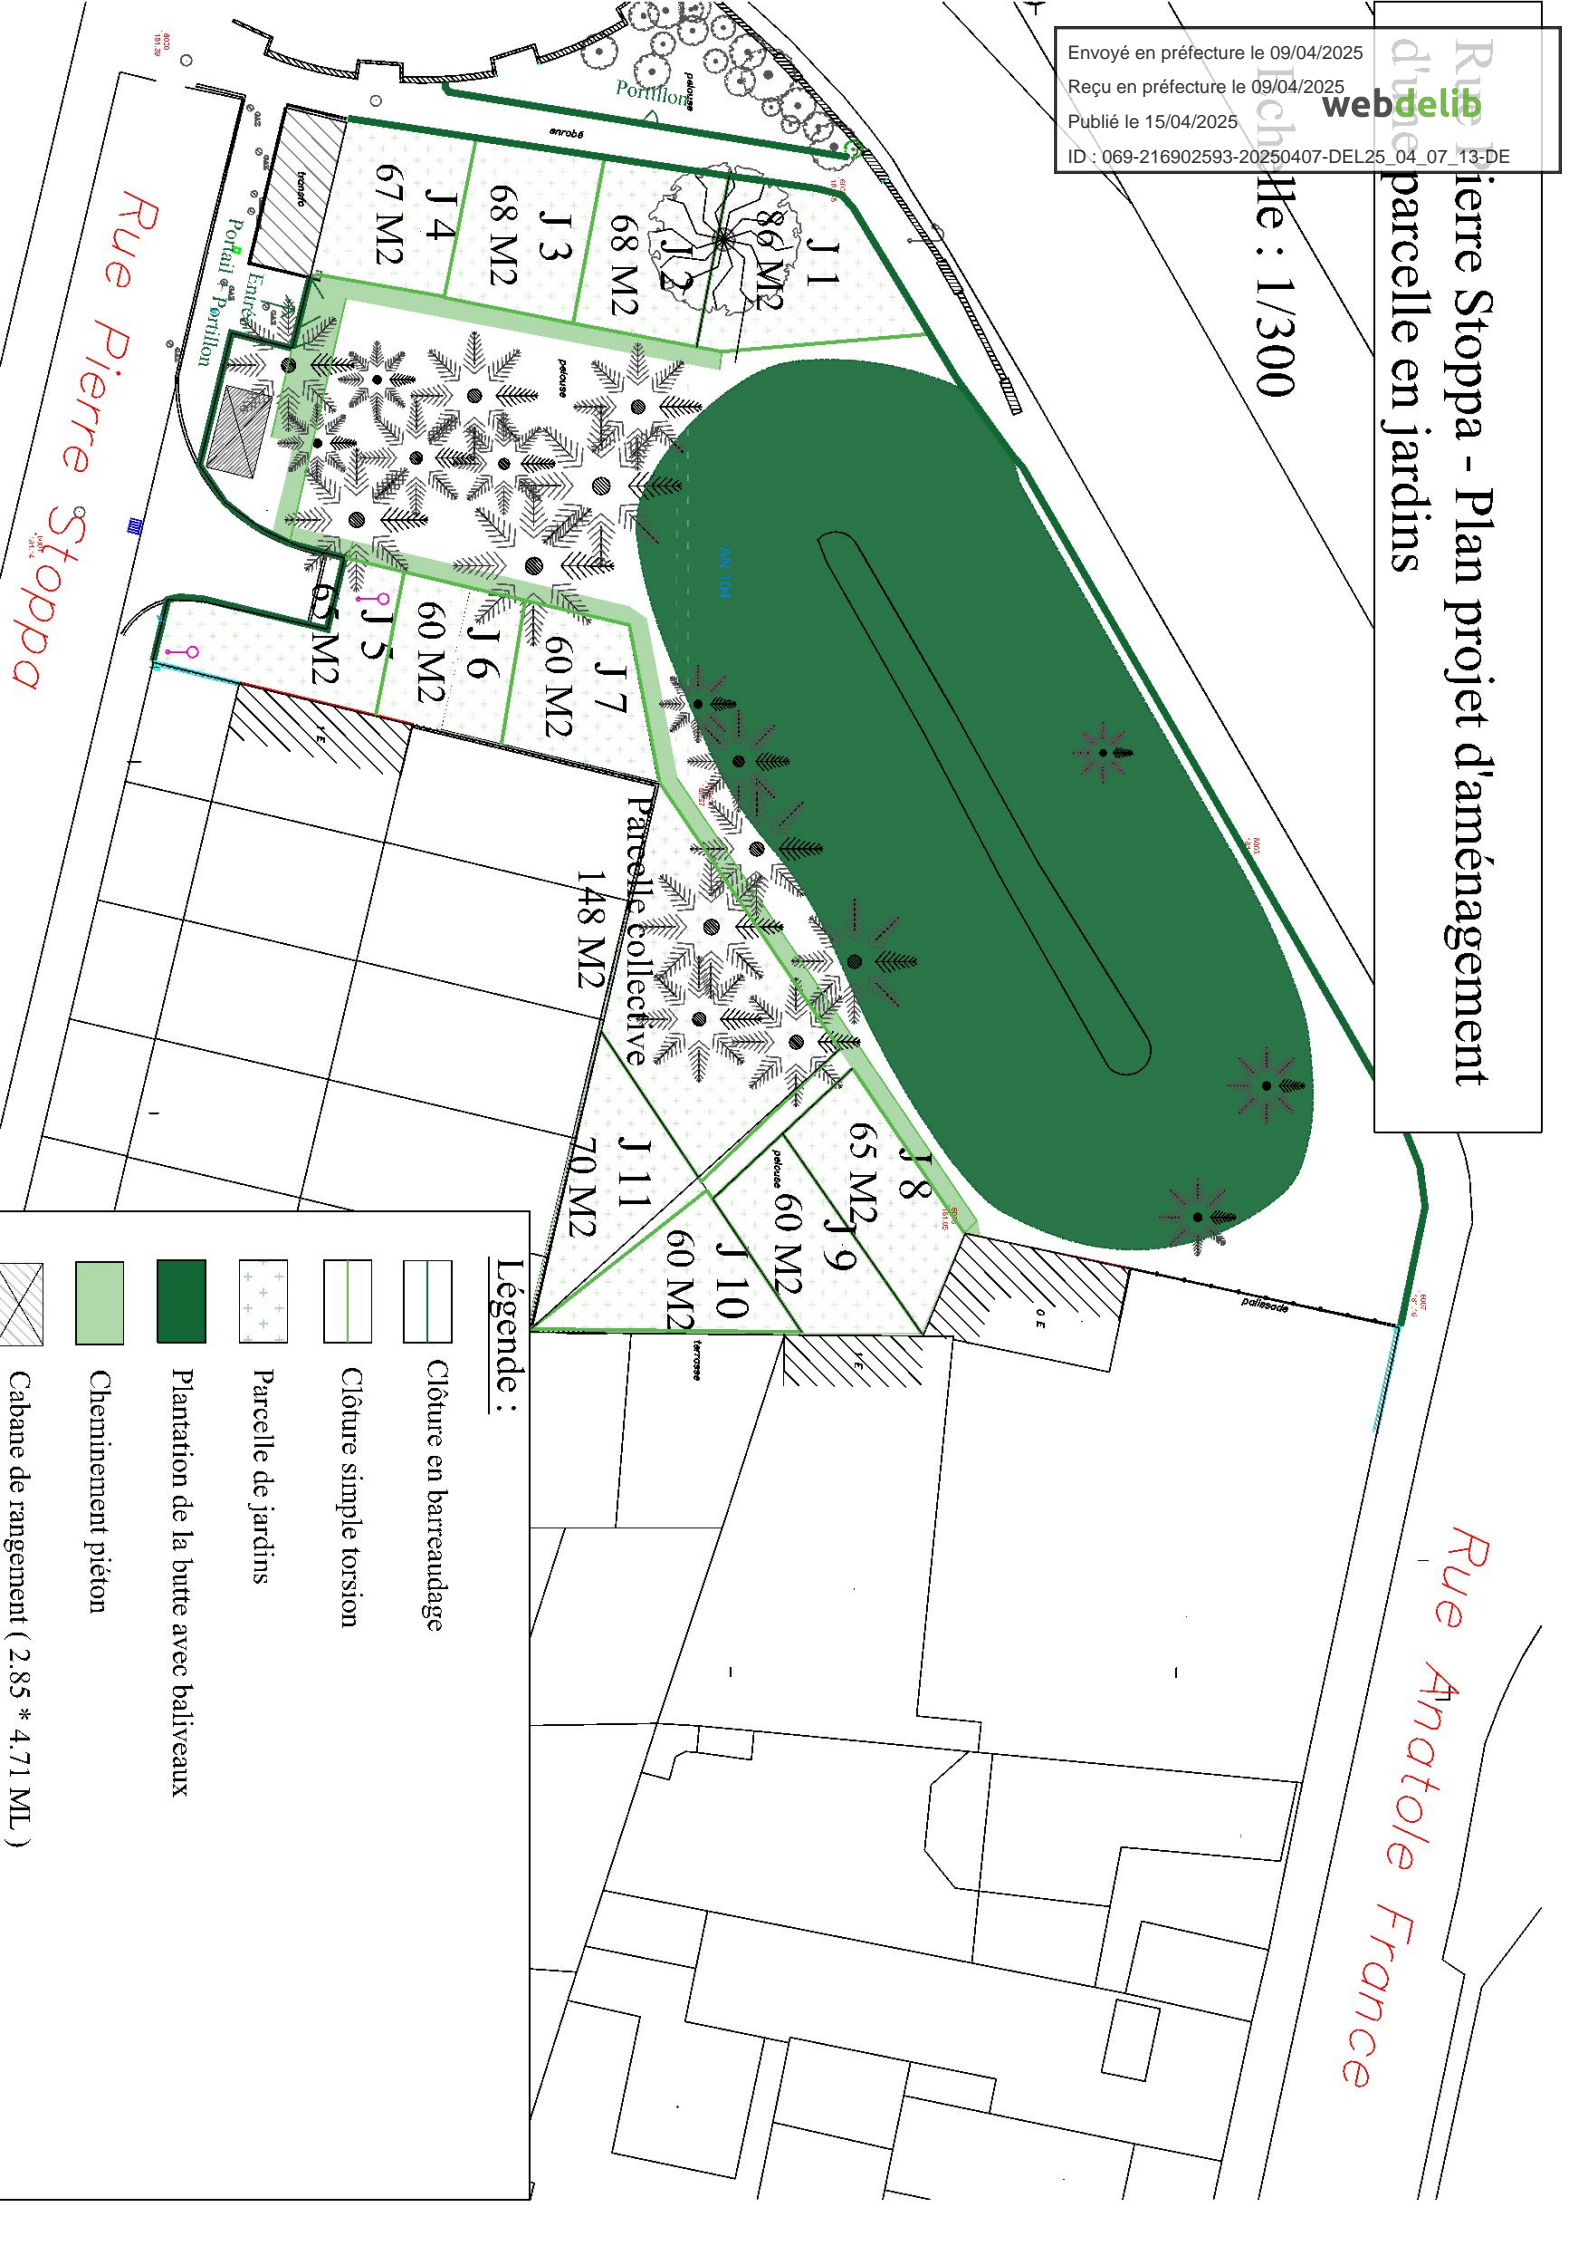 Envoyé en préfecture le 09/04/2025
Reçu en préfecture le 09/04/2025
Publié le 15/04/2025
ID : 069-216902593-20250407-DEL25_04_07_13-DE
webdelib
Rue Pierre Stoppa - Plan projet d'aménagement
d'une parcelle en jardins
Echelle : 1/300
Rue Pierre Stoppa
Rue Anatole France
Portillon
pelouse
enrobé
transfo
Portail + Portillon
Entrée
J 1
86 M2
J 2
68 M2
J 3
68 M2
J 4
67 M2
pelouse
AN 104
J 5
65 M2
J 6
60 M2
J 7
60 M2
Parcelle collective
148 M2
J 8
65 M2
J 9
60 M2
pelouse
J 10
60 M2
J 11
70 M2
terrasse
palissade
Légende :
Clôture en barreaudage
Clôture simple torsion
Parcelle de jardins
Plantation de la butte avec baliveaux
Cheminement piéton
Cabane de rangement ( 2.85 * 4.71 ML )